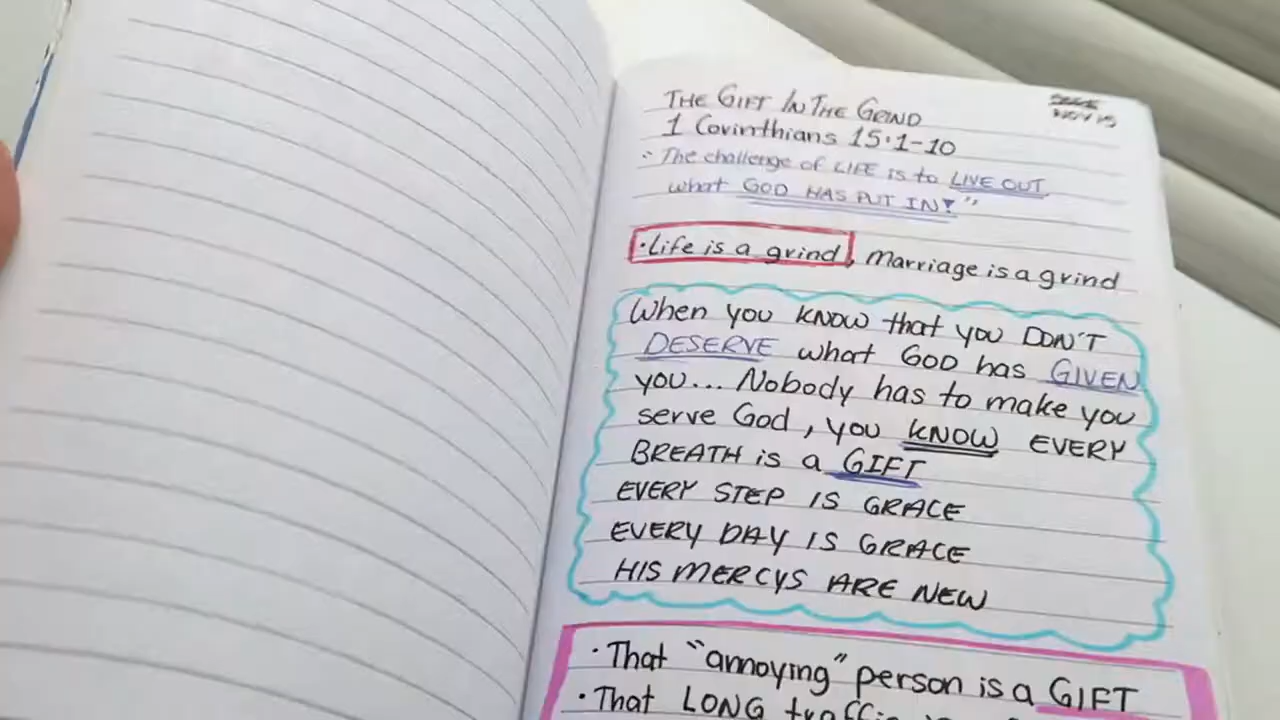 THE GIFT IN THE GRIND
NOV 15
1 Corinthians 15:1-10
"The challenge of LIFE is to LIVE OUT
what GOD HAS PUT IN!"
·Life is a grind, Marriage is a grind
When you KNOW that you DON'T
DESERVE what GOD has GIVEN
you... Nobody has to make you
serve God, you KNOW EVERY
BREATH is a GIFT
EVERY STEP IS GRACE
EVERY DAY IS GRACE
HIS MERCYS ARE NEW
·That "annoying" person is a GIFT
·That LONG traffic